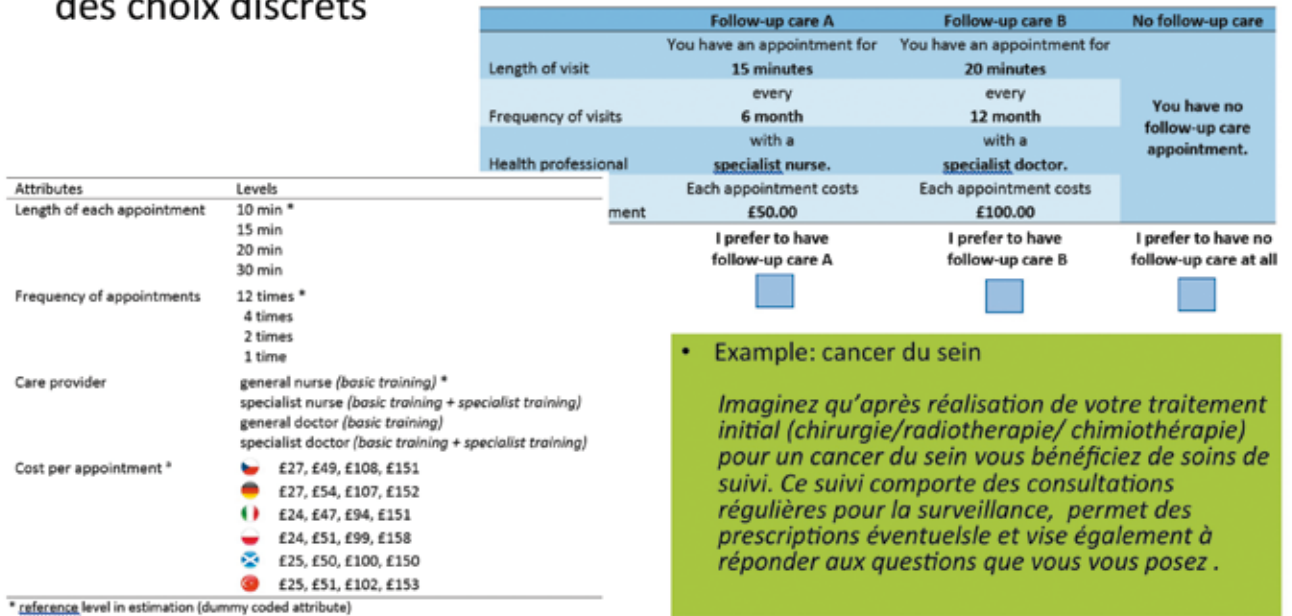 des choix discrets
Follow-up care A Follow-up care B No follow-up care
You have an appointment for You have an appointment for
Length of visit 15 minutes 20 minutes
every every
Frequency of visits 6 month 12 month
with a with a
Health professional specialist nurse. specialist doctor.
You have no
follow-up care
appointment.
Each appointment costs Each appointment costs
ment £50.00 £100.00
I prefer to have I prefer to have I prefer to have no
follow-up care A follow-up care B follow-up care at all
Attributes Levels
Length of each appointment 10 min *
15 min
20 min
30 min
Frequency of appointments 12 times *
4 times
2 times
1 time
Care provider general nurse (basic training) *
specialist nurse (basic training + specialist training)
general doctor (basic training)
specialist doctor (basic training + specialist training)
Cost per appointment ª £27, £49, £108, £151
£27, £54, £107, £152
£24, £47, £94, £151
£24, £51, £99, £158
£25, £50, £100, £150
£25, £51, £102, £153
* reference level in estimation (dummy coded attribute)
• Example: cancer du sein
Imaginez qu'après réalisation de votre traitement
initial (chirurgie/radiotherapie/ chimiothérapie)
pour un cancer du sein vous bénéficiez de soins de
suivi. Ce suivi comporte des consultations
régulières pour la surveillance, permet des
prescriptions éventuelsle et vise également à
réponder aux questions que vous vous posez .